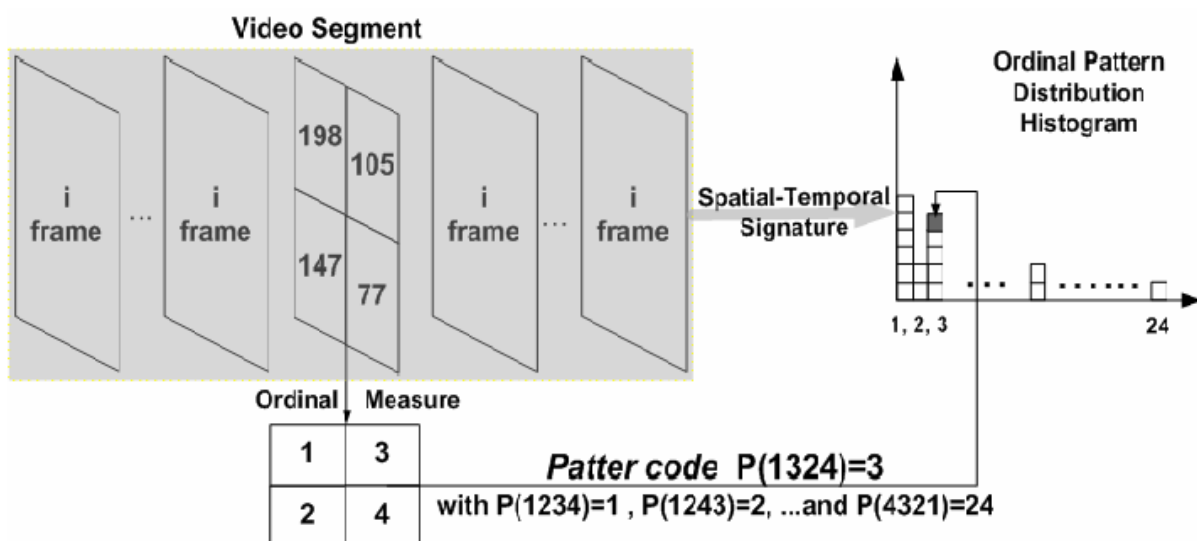 Video Segment
i
frame
...
i
frame
198
105
147
77
i
frame
...
i
frame
Spatial-Temporal
Signature
Ordinal Pattern
Distribution
Histogram
... ......
1, 2, 3
24
Ordinal Measure
1 3
2 4
Patter code P(1324)=3
with P(1234)=1 , P(1243)=2, ...and P(4321)=24